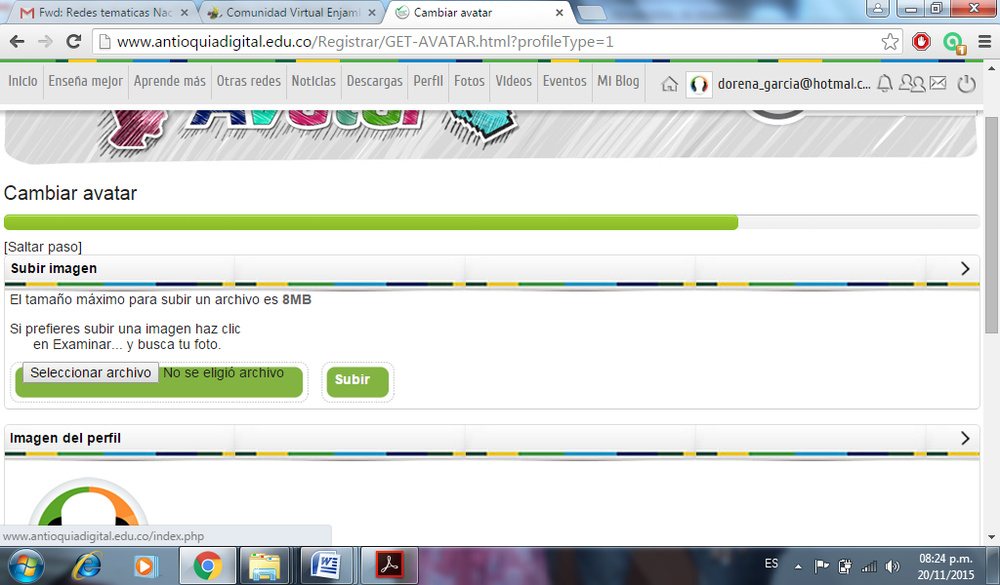 Fwd: Redes tematicas Nac
Comunidad Virtual Enjam
Cambiar avatar
www.antioquiadigital.edu.co/Registrar/GET-AVATAR.html?profileType=1
1
Inicio Enseña mejor Aprende más Otras redes Noticias Descargas Perfil Fotos Videos Eventos Mi Blog dorena_garcia@hotmal.c...
Avatar
Cambiar avatar
[Saltar paso]
Subir imagen
El tamaño máximo para subir un archivo es 8MB
Si prefieres subir una imagen haz clic
en Examinar... y busca tu foto.
Seleccionar archivo No se eligió archivo Subir
Imagen del perfil
www.antioquiadigital.edu.co/index.php
ES
08:24 p.m.
20/11/2015